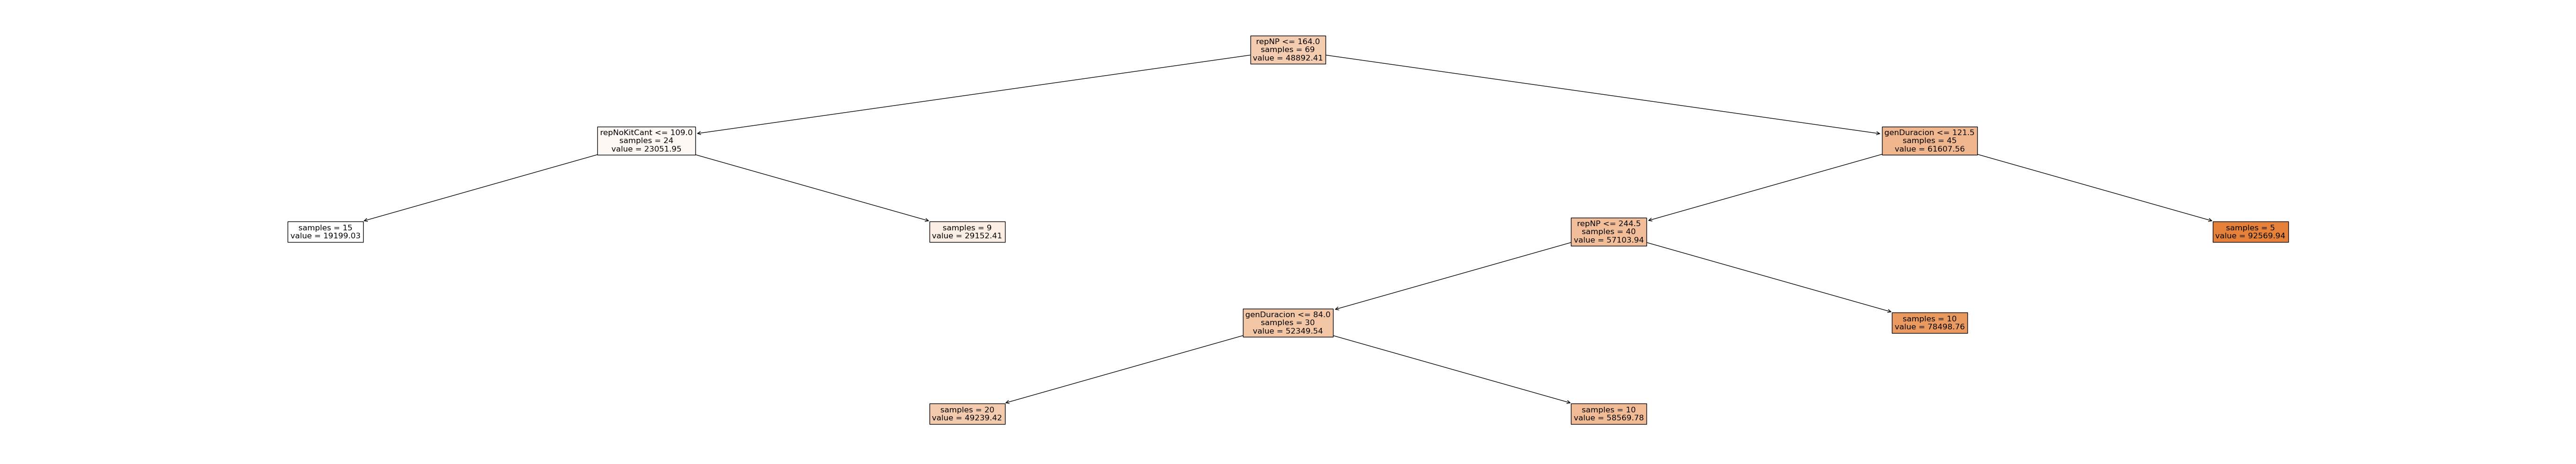 repNP <= 164.0
samples = 69
value = 48892.41
repNoKitCant <= 109.0
samples = 24
value = 23051.95
genDuracion <= 121.5
samples = 45
value = 61607.56
samples = 15
value = 19199.03
samples = 9
value = 29152.41
repNP <= 244.5
samples = 40
value = 57103.94
samples = 5
value = 92569.94
genDuracion <= 84.0
samples = 30
value = 52349.54
samples = 10
value = 78498.76
samples = 20
value = 49239.42
samples = 10
value = 58569.78